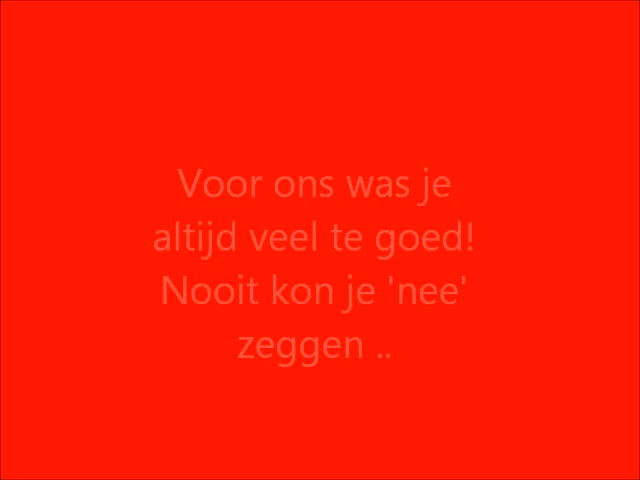 Voor ons was je
altijd veel te goed!
Nooit kon je 'nee'
zeggen ..